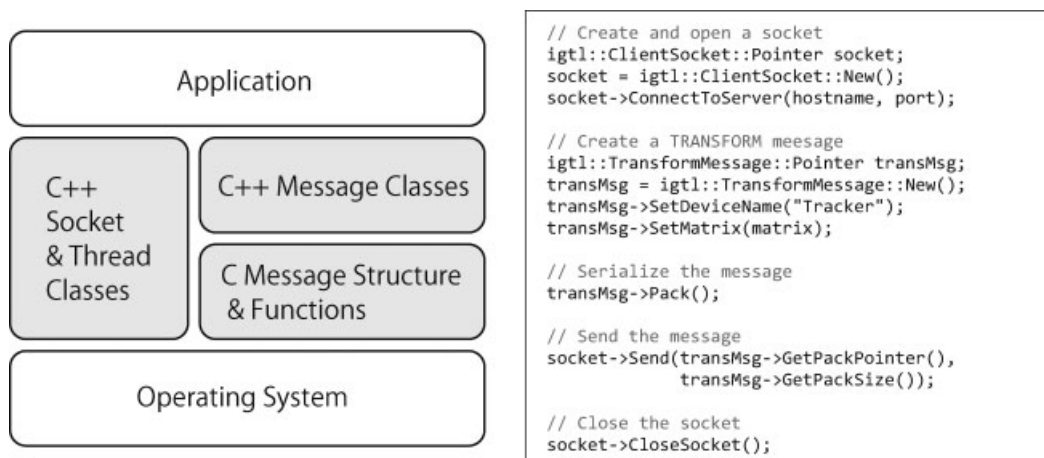 Application
C++
Socket
& Thread
Classes
C++ Message Classes
C Message Structure
& Functions
Operating System
// Create and open a socket
igtl::ClientSocket::Pointer socket;
socket = igtl::ClientSocket::New();
socket->ConnectToServer(hostname, port);
// Create a TRANSFORM meesage
igtl::TransformMessage::Pointer transMsg;
transMsg = igtl::TransformMessage::New();
transMsg->SetDeviceName("Tracker");
transMsg->SetMatrix(matrix);
// Serialize the message
transMsg->Pack();
// Send the message
socket->Send(transMsg->GetPackPointer(),
transMsg->GetPackSize());
// Close the socket
socket->CloseSocket();